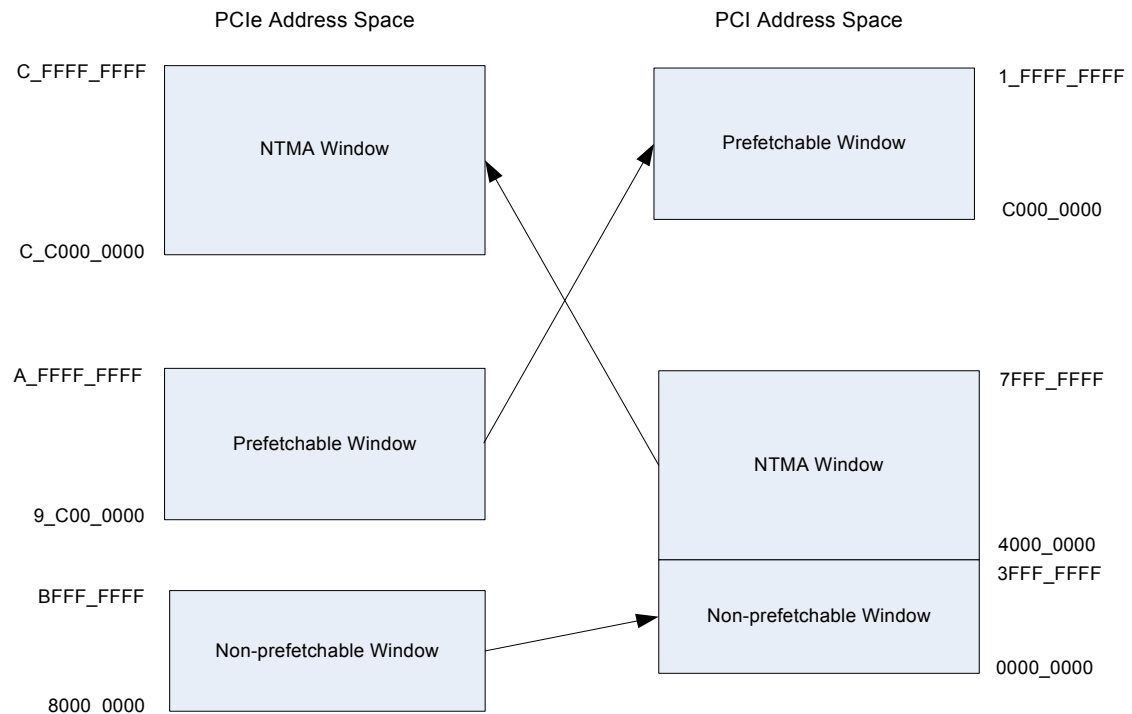 PCIe Address Space
PCI Address Space
C_FFFF_FFFF
NTMA Window
C_C000_0000
1_FFFF_FFFF
Prefetchable Window
C000_0000
A_FFFF_FFFF
Prefetchable Window
9_C00_0000
7FFF_FFFF
NTMA Window
4000_0000
BFFF_FFFF
Non-prefetchable Window
8000_0000
3FFF_FFFF
Non-prefetchable Window
0000_0000